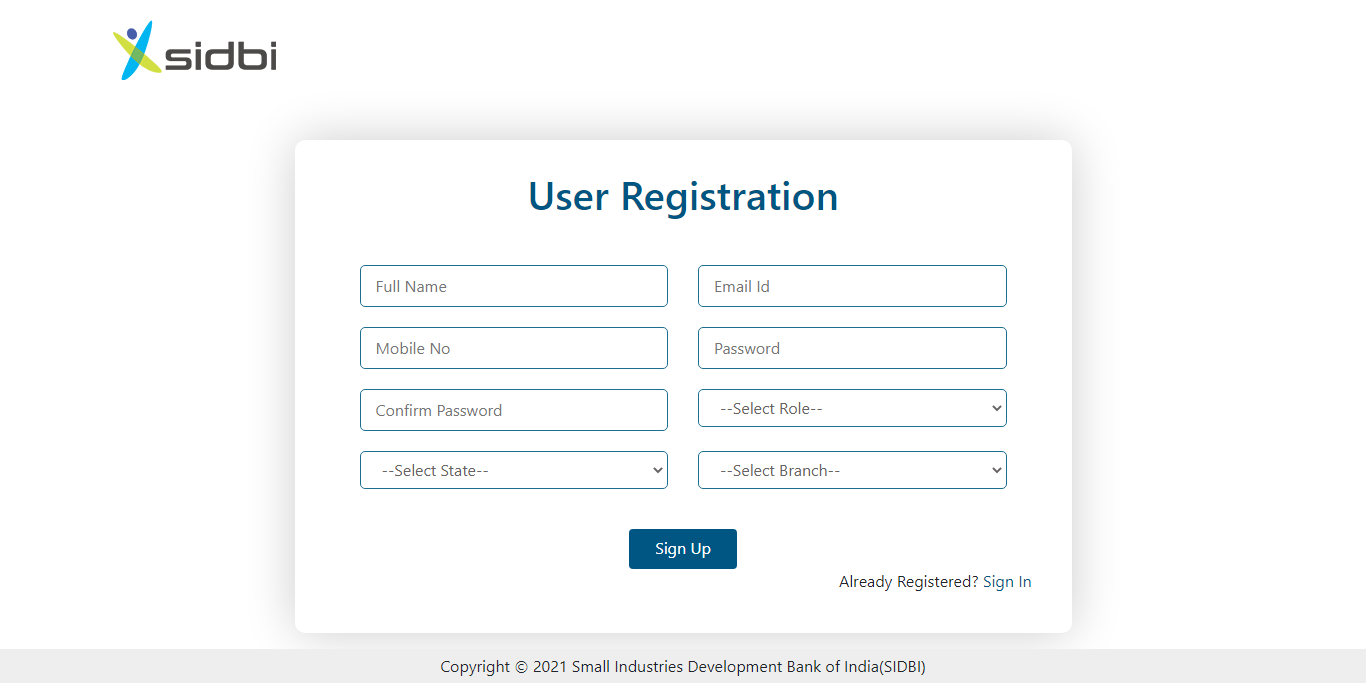 sidbi
User Registration
Full Name
Email Id
Mobile No
Password
Confirm Password
--Select Role--
--Select State--
--Select Branch--
Sign Up
Already Registered? Sign In
Copyright © 2021 Small Industries Development Bank of India(SIDBI)